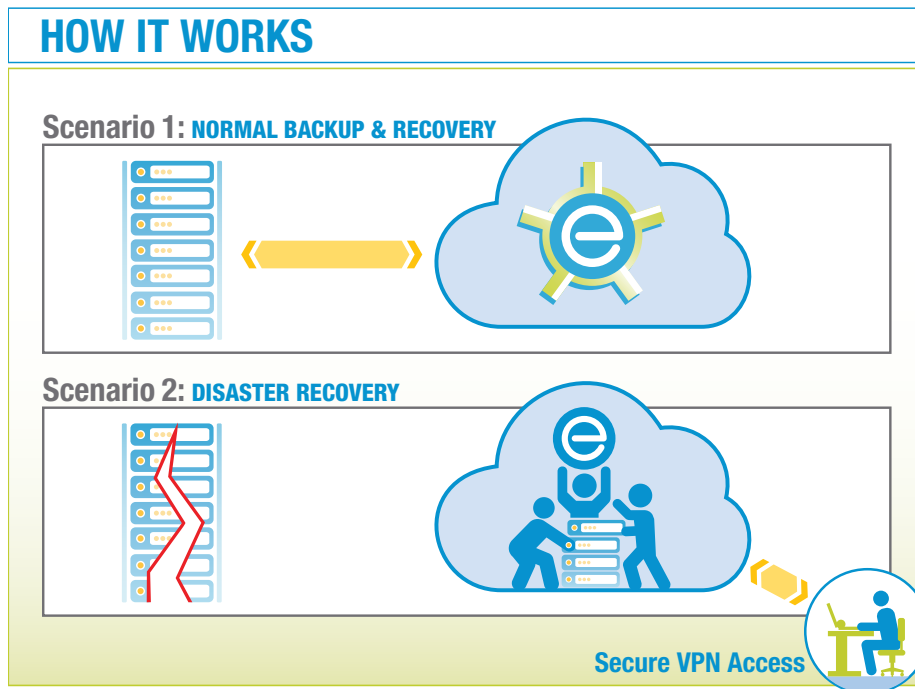 HOW IT WORKS
Scenario 1: NORMAL BACKUP & RECOVERY
e
Scenario 2: DISASTER RECOVERY
e
Secure VPN Access